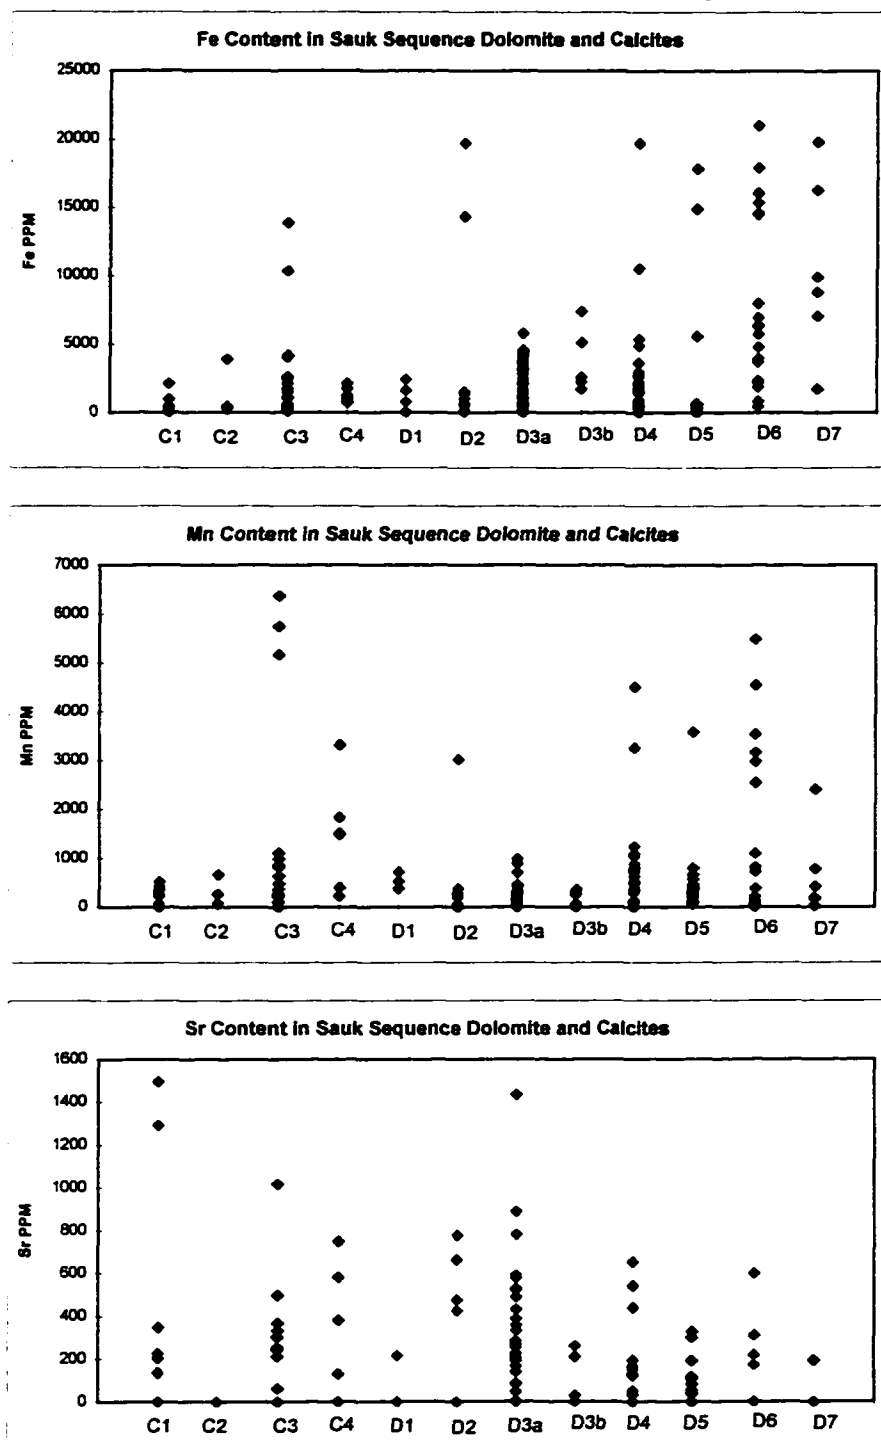 Fe Content in Sauk Sequence Dolomite and Calcites
25000
20000
15000
10000
5000
0
Fe PPM
C1 C2 C3 C4 D1 D2 D3a D3b D4 D5 D6 D7
Mn Content in Sauk Sequence Dolomite and Calcites
7000
6000
5000
4000
3000
2000
1000
0
Mn PPM
C1 C2 C3 C4 D1 D2 D3a D3b D4 D5 D6 D7
Sr Content in Sauk Sequence Dolomite and Calcites
1600
1400
1200
1000
800
600
400
200
0
Sr PPM
C1 C2 C3 C4 D1 D2 D3a D3b D4 D5 D6 D7